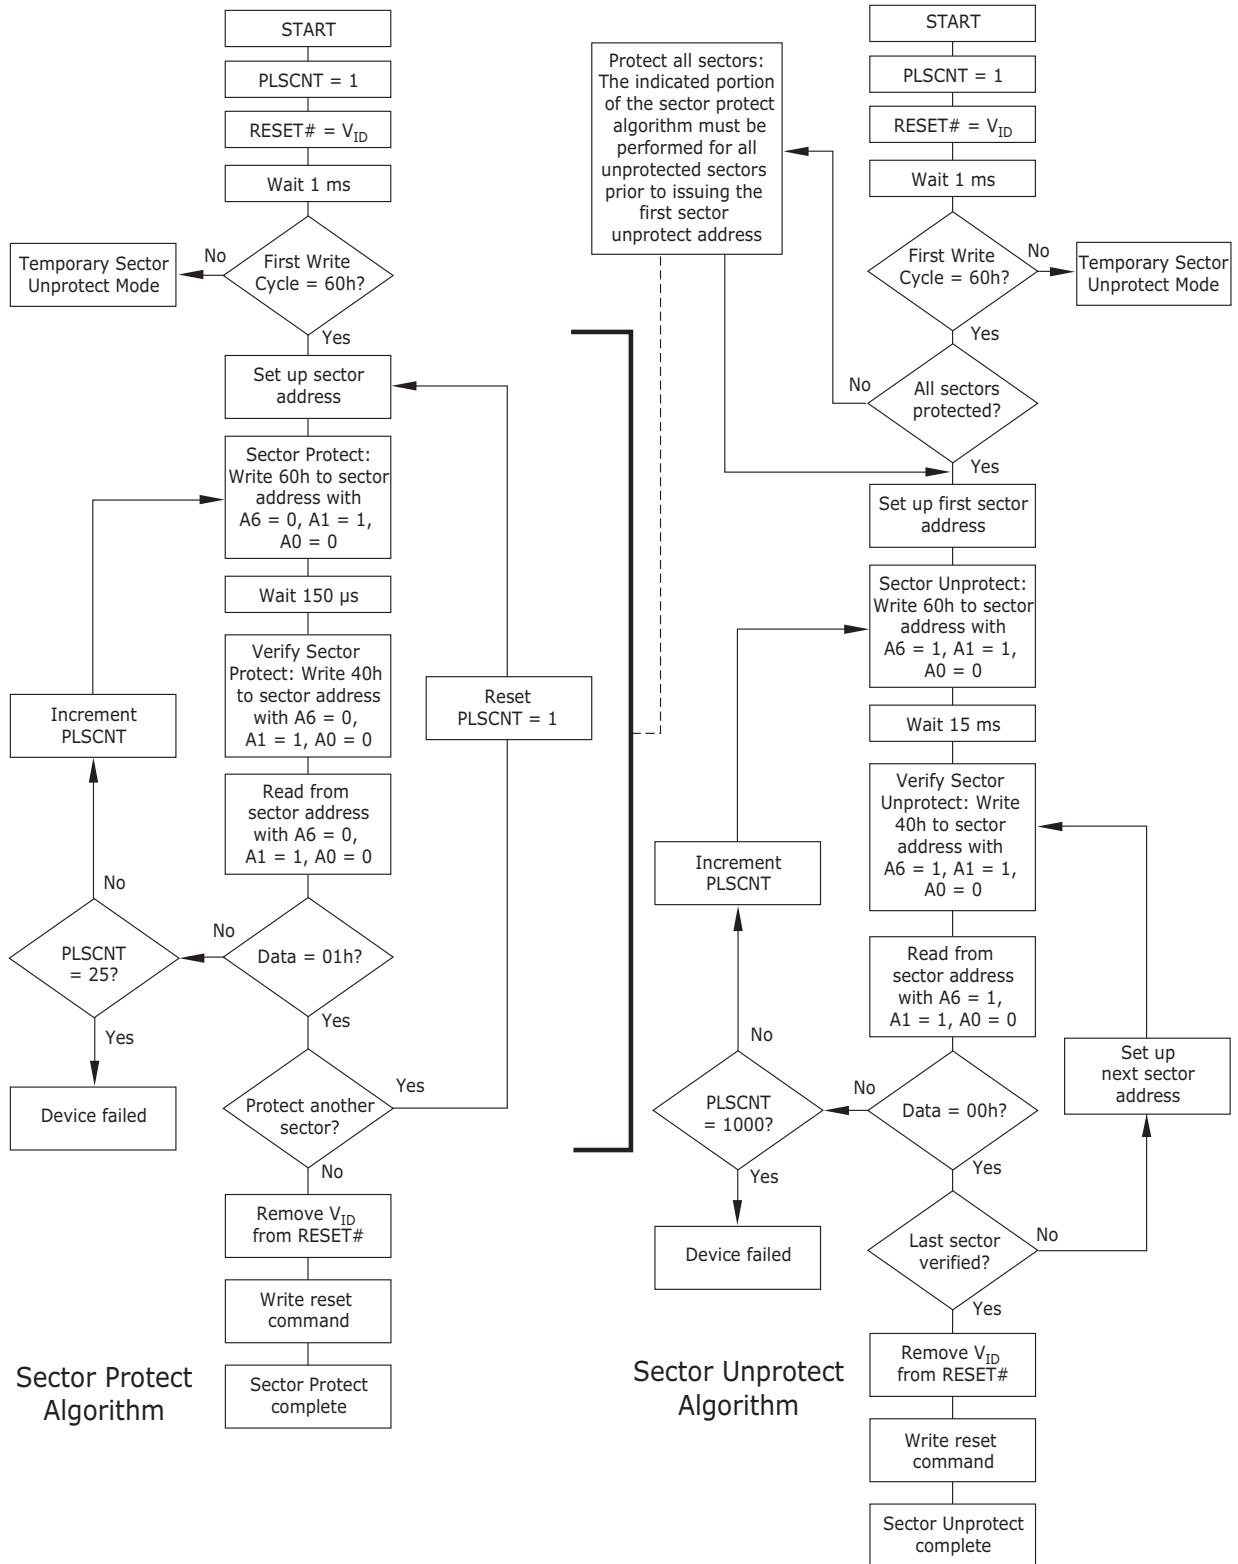 START
PLSCNT = 1
RESET# = VID
Wait 1 ms
First Write
Cycle = 60h?
No
Temporary Sector
Unprotect Mode
Yes
Set up sector
address
Sector Protect:
Write 60h to sector
address with
A6 = 0, A1 = 1,
A0 = 0
Wait 150 µs
Verify Sector
Protect: Write 40h
to sector address
with A6 = 0,
A1 = 1, A0 = 0
Read from
sector address
with A6 = 0,
A1 = 1, A0 = 0
Data = 01h?
No
PLSCNT
= 25?
No
Increment
PLSCNT
Yes
Device failed
Yes
Protect another
sector?
Yes
Reset
PLSCNT = 1
No
Remove VID
from RESET#
Write reset
command
Sector Protect
complete
Sector Protect
Algorithm
Protect all sectors:
The indicated portion
of the sector protect
algorithm must be
performed for all
unprotected sectors
prior to issuing the
first sector
unprotect address
START
PLSCNT = 1
RESET# = VID
Wait 1 ms
First Write
Cycle = 60h?
No
Temporary Sector
Unprotect Mode
Yes
All sectors
protected?
No
Yes
Set up first sector
address
Sector Unprotect:
Write 60h to sector
address with
A6 = 1, A1 = 1,
A0 = 0
Wait 15 ms
Verify Sector
Unprotect: Write
40h to sector
address with
A6 = 1, A1 = 1,
A0 = 0
Read from
sector address
with A6 = 1,
A1 = 1, A0 = 0
Data = 00h?
No
PLSCNT
= 1000?
No
Increment
PLSCNT
Yes
Device failed
Yes
Last sector
verified?
No
Set up
next sector
address
Yes
Remove VID
from RESET#
Write reset
command
Sector Unprotect
complete
Sector Unprotect
Algorithm